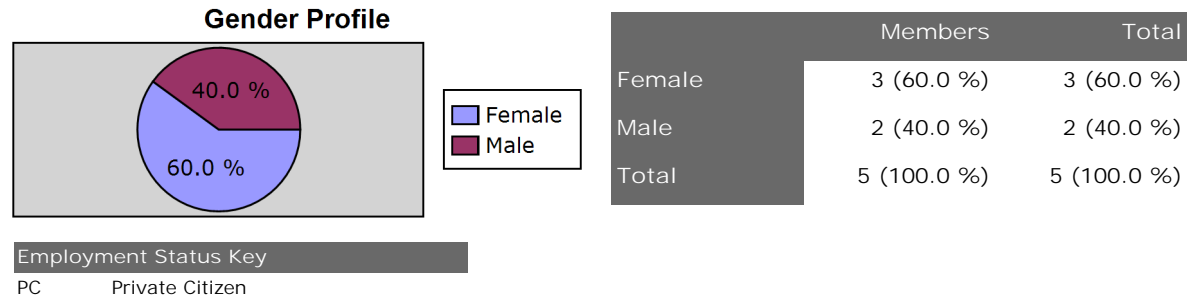 Gender Profile
40.0 %
60.0 %
Female
Male
Members Total
Female 3 (60.0 %) 3 (60.0 %)
Male 2 (40.0 %) 2 (40.0 %)
Total 5 (100.0 %) 5 (100.0 %)
Employment Status Key
PC Private Citizen